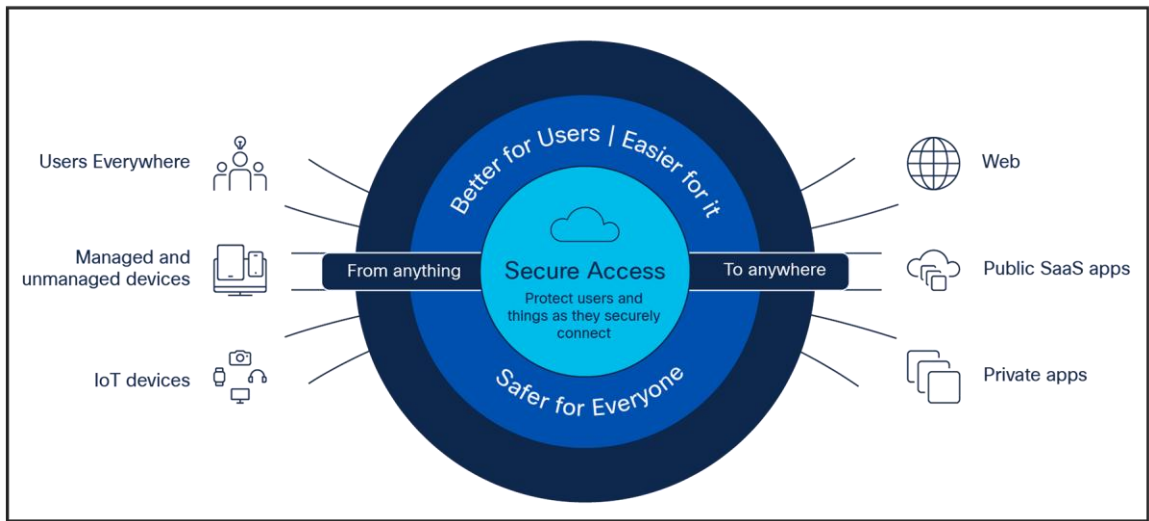 Users Everywhere
Managed and
unmanaged devices
IoT devices
From anything
Better for Users | Easier for it
Secure Access
Protect users and
things as they securely
connect
Safer for Everyone
To anywhere
Web
Public SaaS apps
Private apps